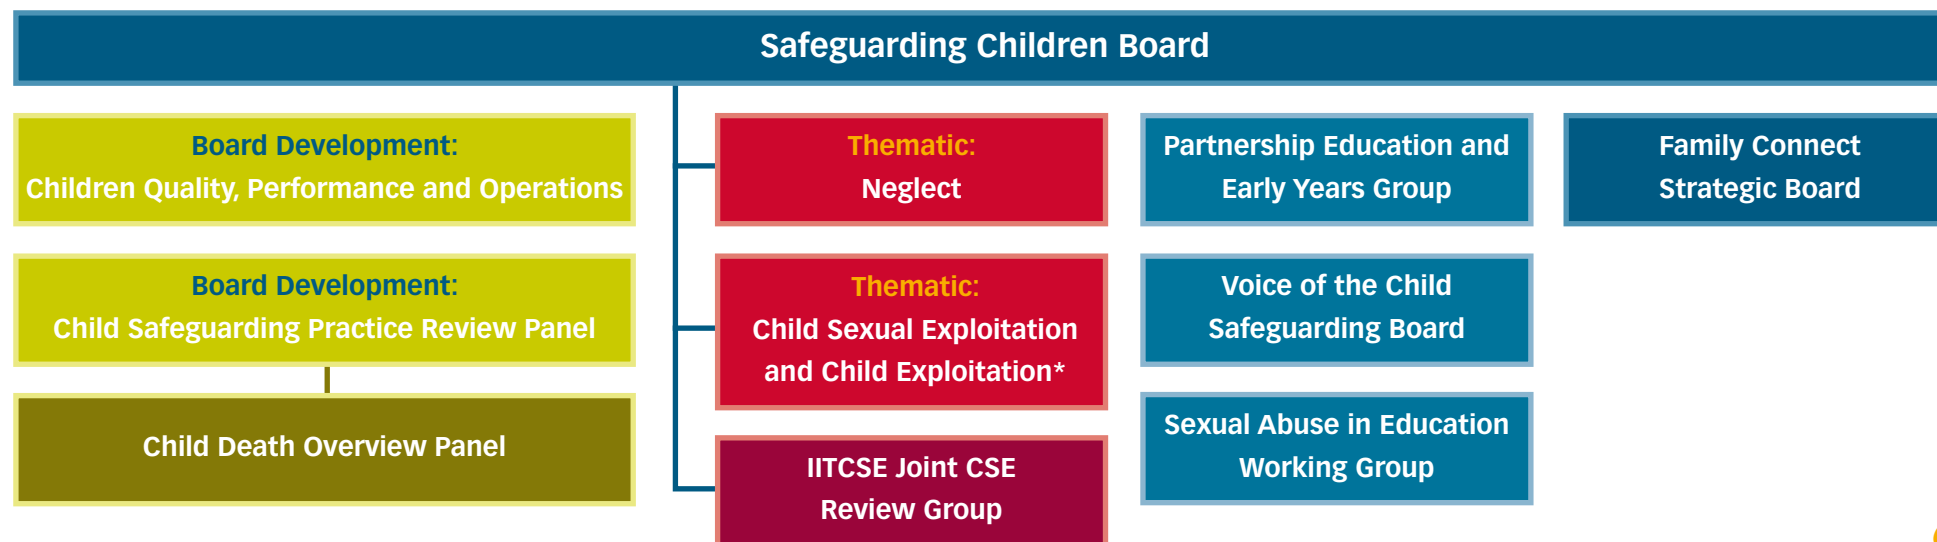 Safeguarding Children Board
Board Development:
Children Quality, Performance and Operations
Board Development:
Child Safeguarding Practice Review Panel
Child Death Overview Panel
Thematic:
Neglect
Thematic:
Child Sexual Exploitation
and Child Exploitation*
IITCSE Joint CSE
Review Group
Partnership Education and
Early Years Group
Voice of the Child
Safeguarding Board
Sexual Abuse in Education
Working Group
Family Connect
Strategic Board